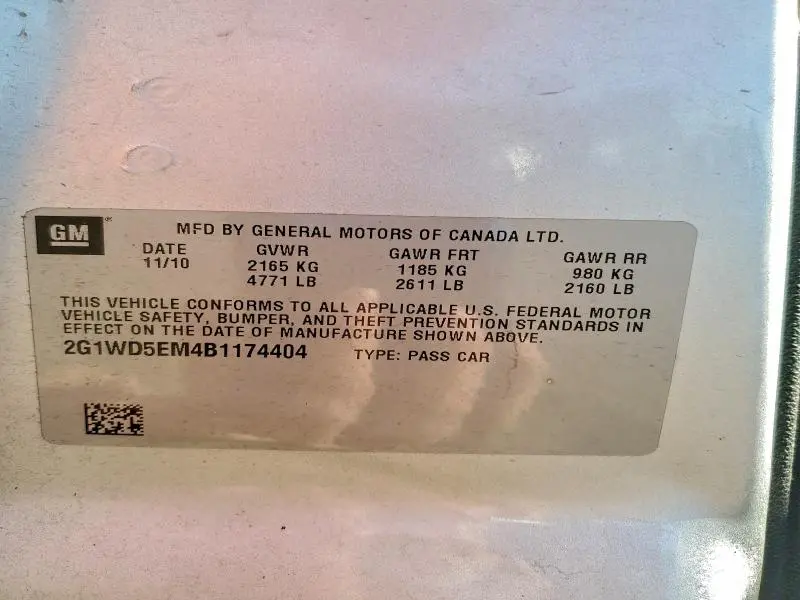 GM®
MFD BY GENERAL MOTORS OF CANADA LTD.
DATE GVWR GAWR FRT GAWR RR
11/10 2165 KG 1185 KG 980 KG
4771 LB 2611 LB 2160 LB
THIS VEHICLE CONFORMS TO ALL APPLICABLE U.S. FEDERAL MOTOR
VEHICLE SAFETY, BUMPER, AND THEFT PREVENTION STANDARDS IN
EFFECT ON THE DATE OF MANUFACTURE SHOWN ABOVE.
2G1WD5EM4B1174404 TYPE: PASS CAR